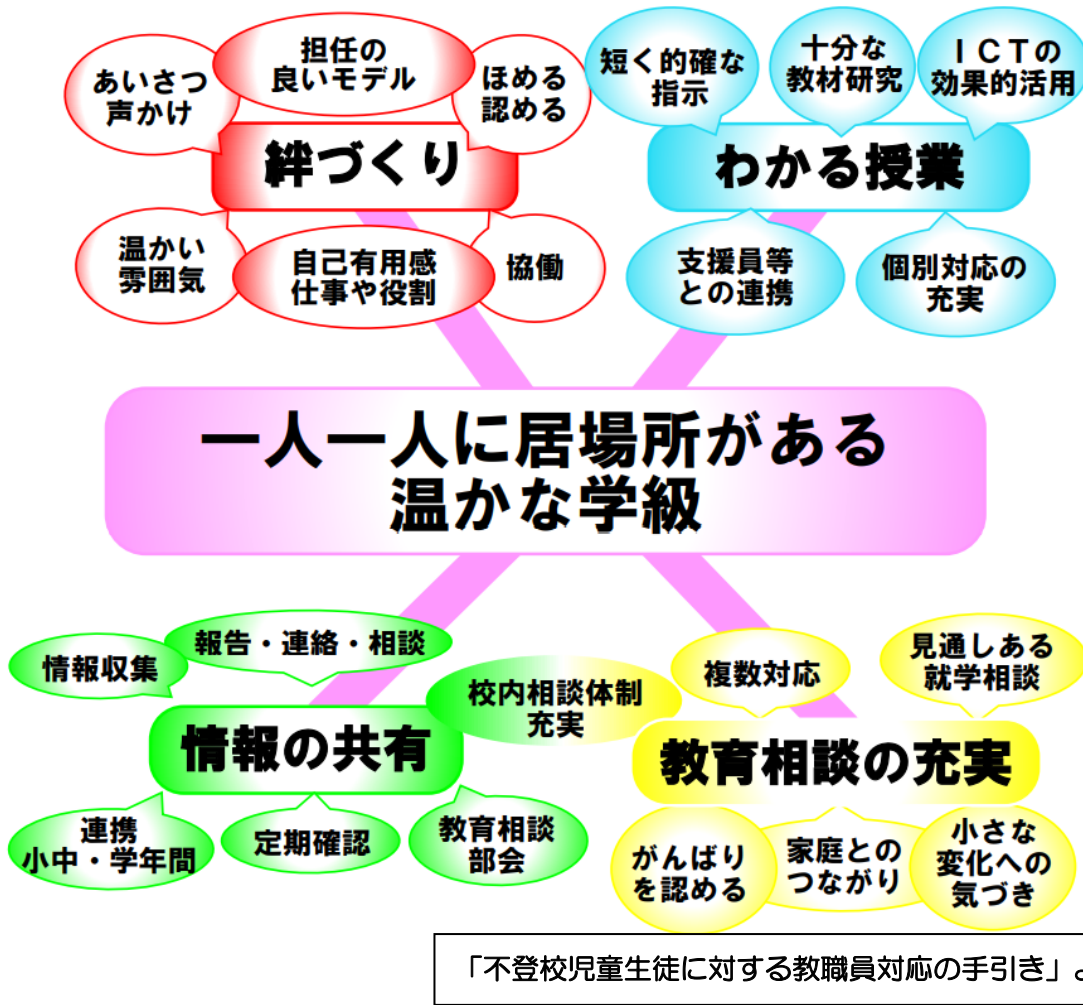 担任の
良いモデル
あいさつ
声かけ
ほめる
認める
絆づくり
温かい
雰囲気
自己有用感
仕事や役割
協働
短く的確な
指示
十分な
教材研究
ＩＣＴの
効果的活用
わかる授業
支援員等
との連携
個別対応の
充実
一人一人に居場所がある
温かな学級
情報収集
報告・連絡・相談
校内相談体制
充実
情報の共有
連携
小中・学年間
定期確認
教育相談
部会
複数対応
見通しある
就学相談
教育相談の充実
がんばり
を認める
家庭との
つながり
小さな
変化への
気づき
「不登校児童生徒に対する教職員対応の手引き」